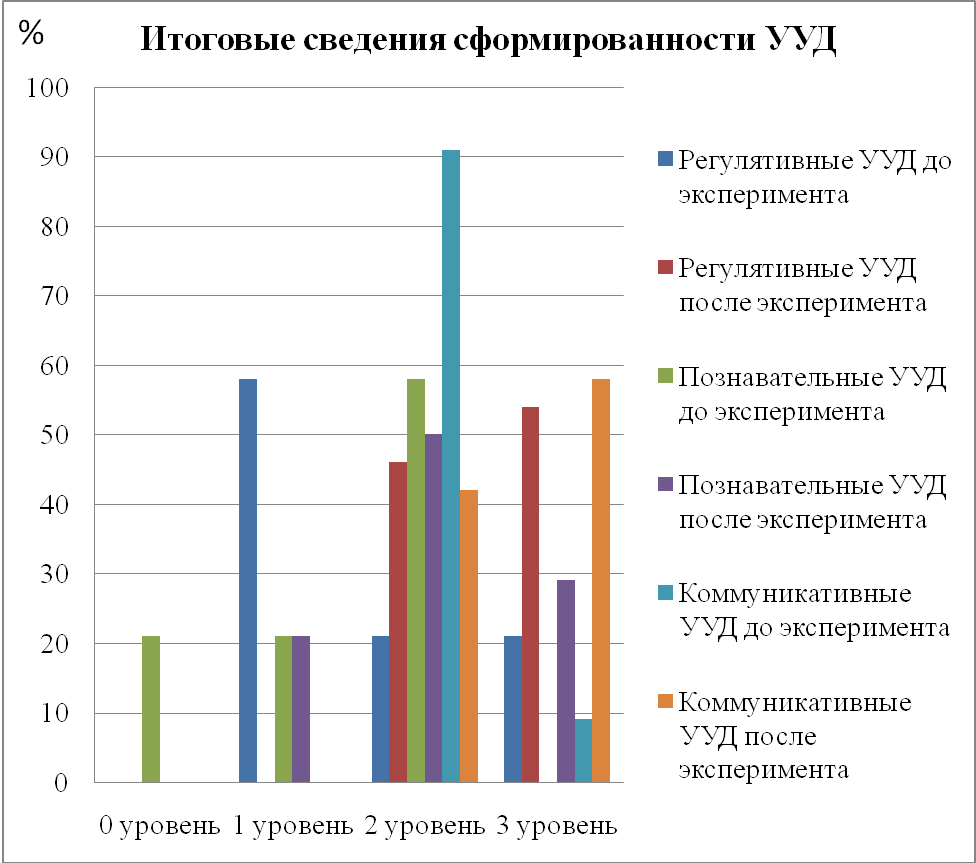 %
Итоговые сведения сформированности УУД
100
90
80
70
60
50
40
30
20
10
0
0 уровень
1 уровень
2 уровень
3 уровень
Регулятивные УУД до
эксперимента
Регулятивные УУД
после эксперимента
Познавательные УУД
до эксперимента
Познавательные УУД
после эксперимента
Коммуникативные
УУД до эксперимента
Коммуникативные
УУД после
эксперимента